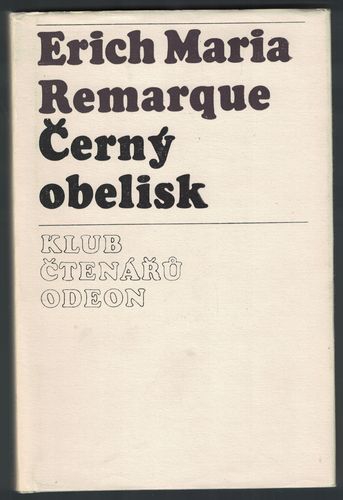 Erich Maria
Remarque
Černý
obelisk
KLUB
ČTENÁŘŮ
ODEON